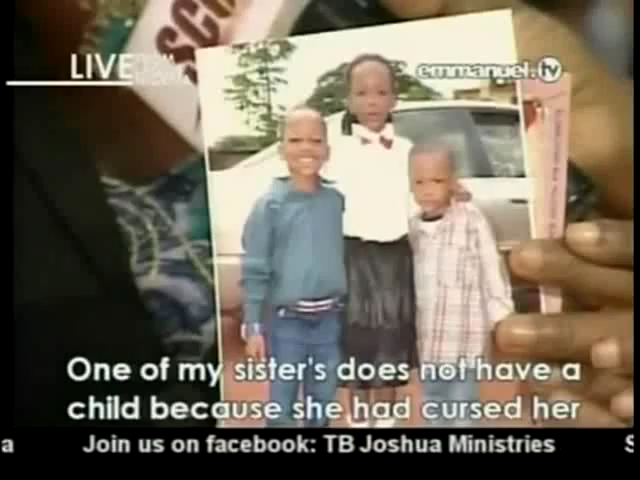 LIVE
SCO
emmanuel.tv
One of my sister's does not have a
child because she had cursed her
a Join us on facebook: TB Joshua Ministries S